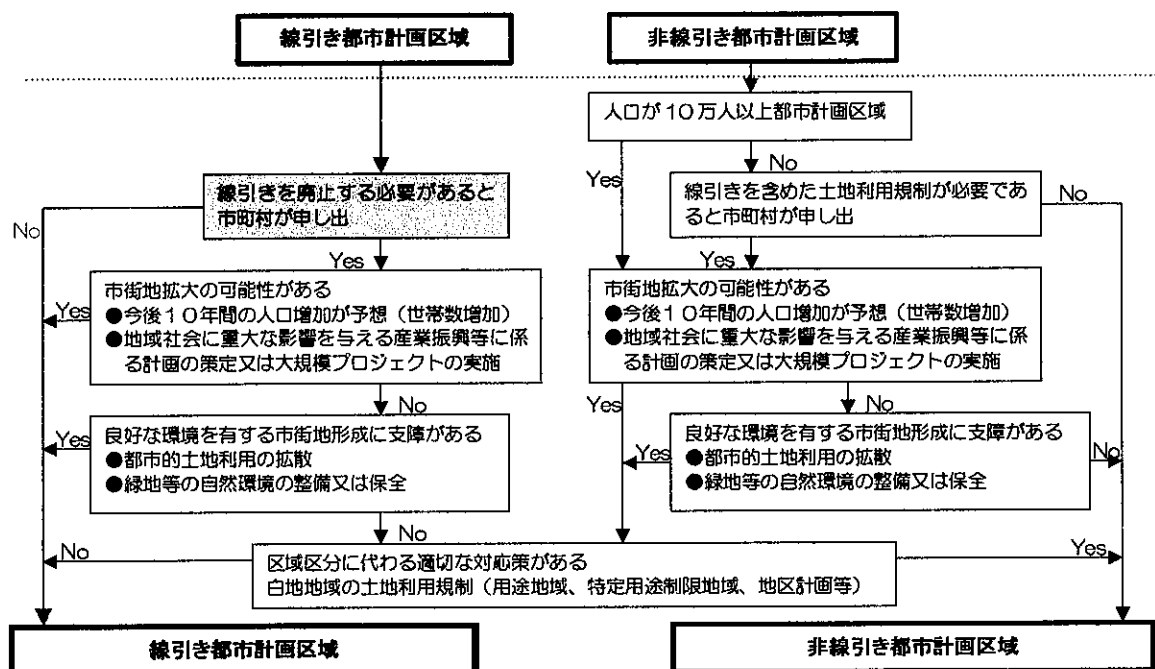 線引き都市計画区域
非線引き都市計画区域
人口が10万人以上都市計画区域
No
Yes
線引きを廃止する必要があると
市町村が申し出
線引きを含めた土地利用規制が必要であ
ると市町村が申し出
No
No
Yes
Yes
市街地拡大の可能性がある
●今後10年間の人口増加が予想(世帯数増加)
●地域社会に重大な影響を与える産業振興等に係
る計画の策定又は大規模プロジェクトの実施
Yes
市街地拡大の可能性がある
●今後10年間の人口増加が予想(世帯数増加)
●地域社会に重大な影響を与える産業振興等に係
る計画の策定又は大規模プロジェクトの実施
No
Yes
No
良好な環境を有する市街地形成に支障がある
●都市的土地利用の拡散
●緑地等の自然環境の整備又は保全
Yes
良好な環境を有する市街地形成に支障がある
●都市的土地利用の拡散
●緑地等の自然環境の整備又は保全
Yes
No
No
No
区域区分に代わる適切な対応策がある
白地地域の土地利用規制(用途地域、特定用途制限地域、地区計画等)
Yes
線引き都市計画区域
非線引き都市計画区域